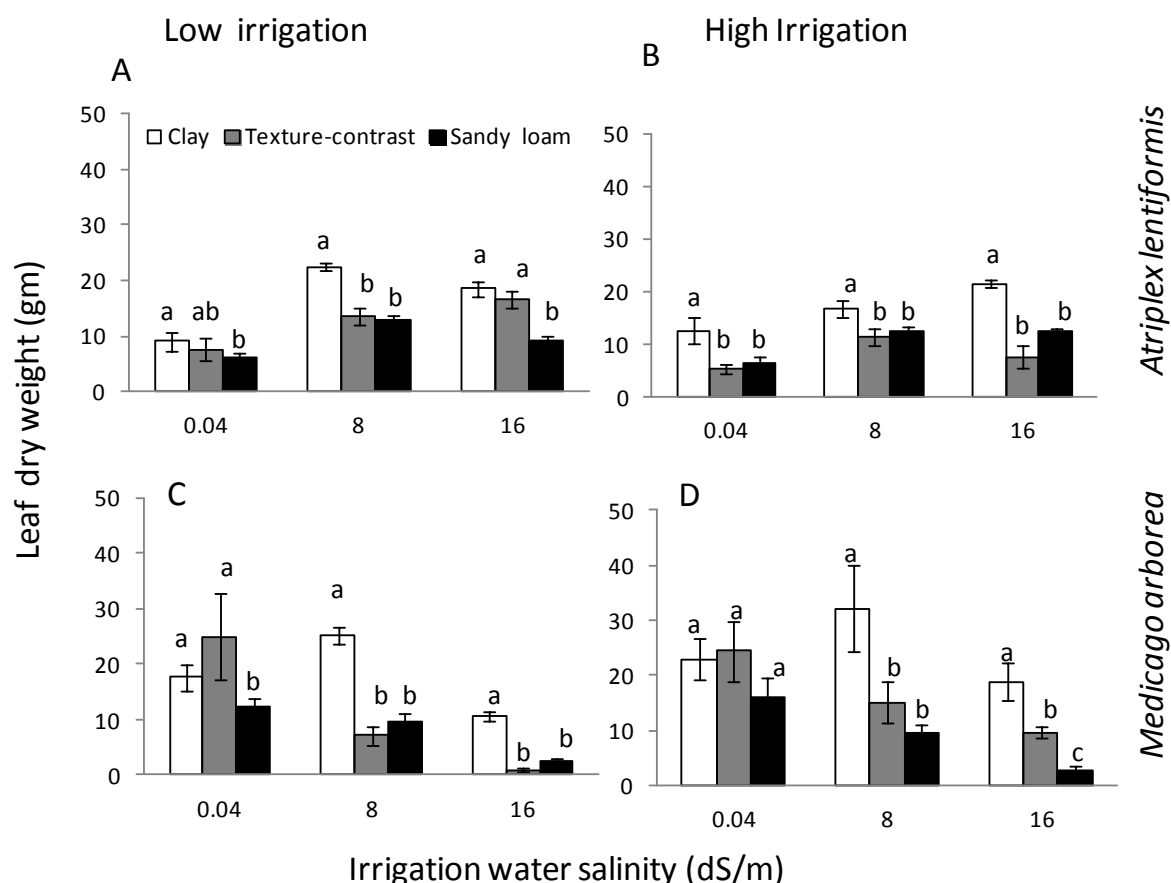 Low irrigation
High Irrigation
A
B
50
40
30
20
10
0
Clay Texture-contrast Sandy loam
a ab b
a b b
a a b
0.04 8 16
50
40
30
20
10
0
a b b
a b b
a b b
0.04 8 16
Atriplex lentiformis
Leaf dry weight (gm)
C
D
50
40
30
20
10
0
a a b
a b b
a b b
0.04 8 16
50
40
30
20
10
0
a a a
a b b
a b c
0.04 8 16
Medicago arborea
Irrigation water salinity (dS/m)